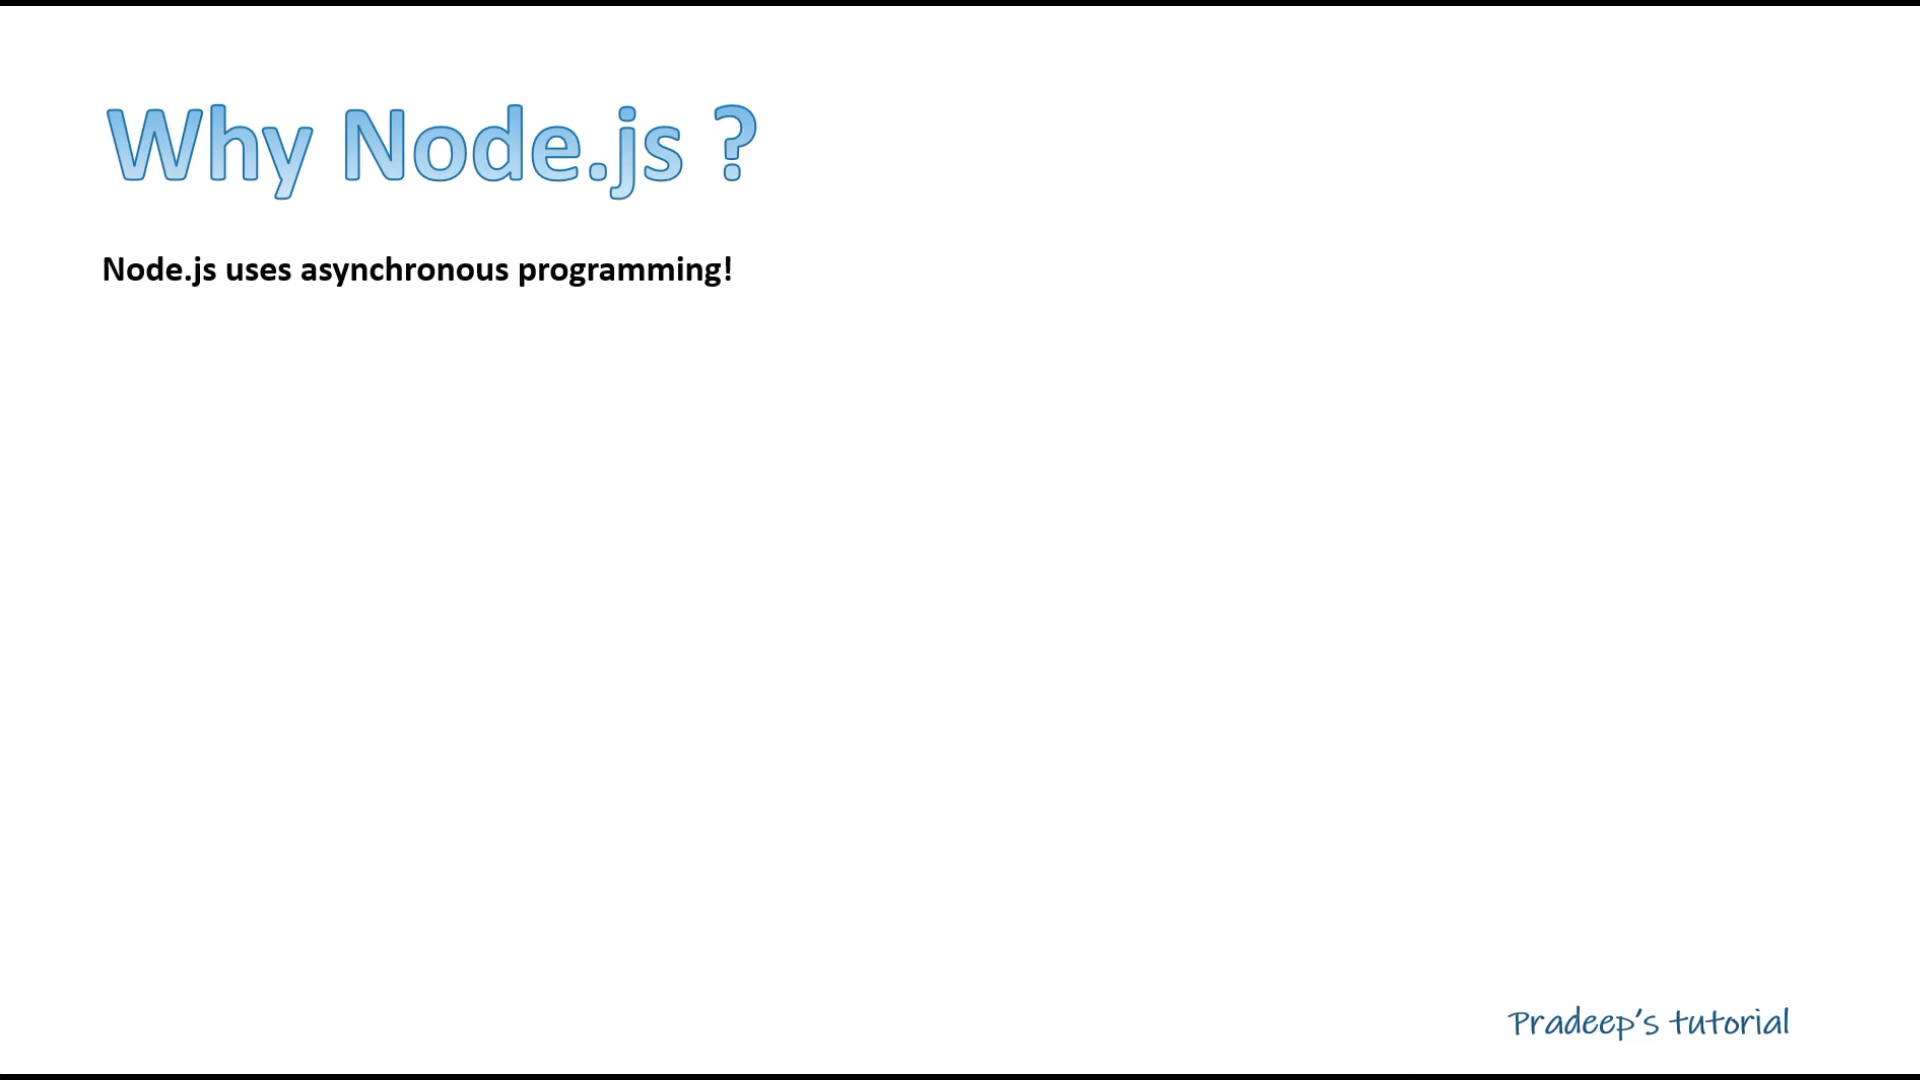 Why Node.js ?
Node.js uses asynchronous programming!
Pradeep's tutorial